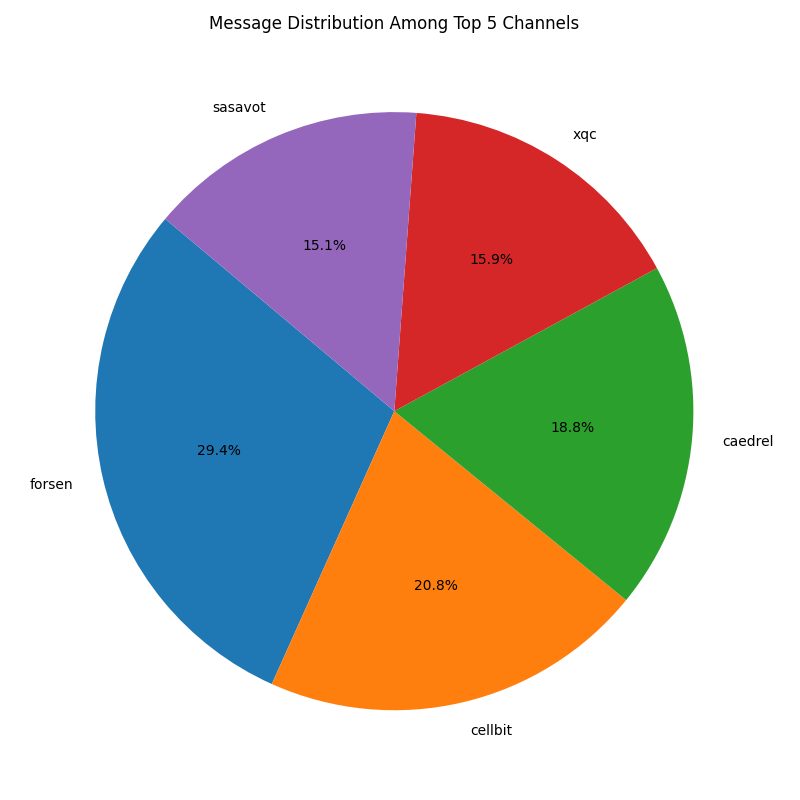 Message Distribution Among Top 5 Channels
sasavot
xqc
15.1%
15.9%
caedrel
18.8%
forsen
29.4%
20.8%
cellbit